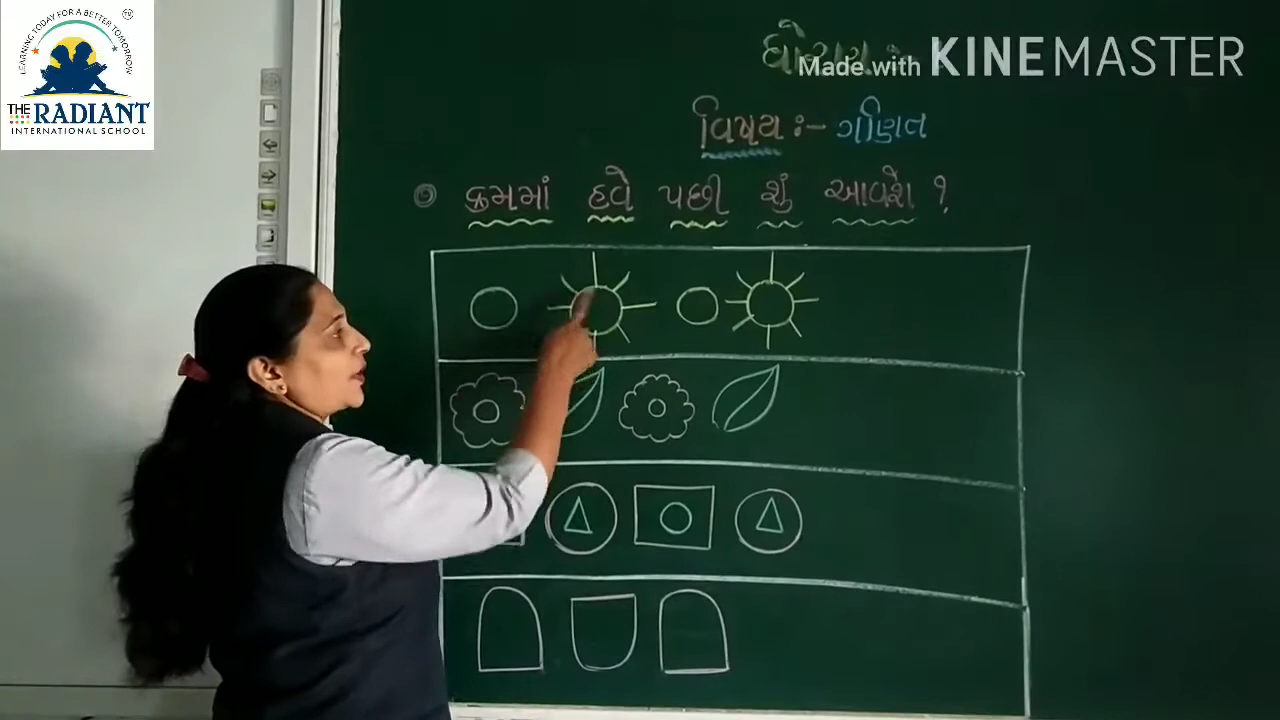 LEARNING TODAY FOR A BETTER TOMORROW
THE RADIANT
INTERNATIONAL SCHOOL
Made with KINEMASTER
વિષય :- ગણિત
ક્રમમાં હવે પછી શું આવશે ?